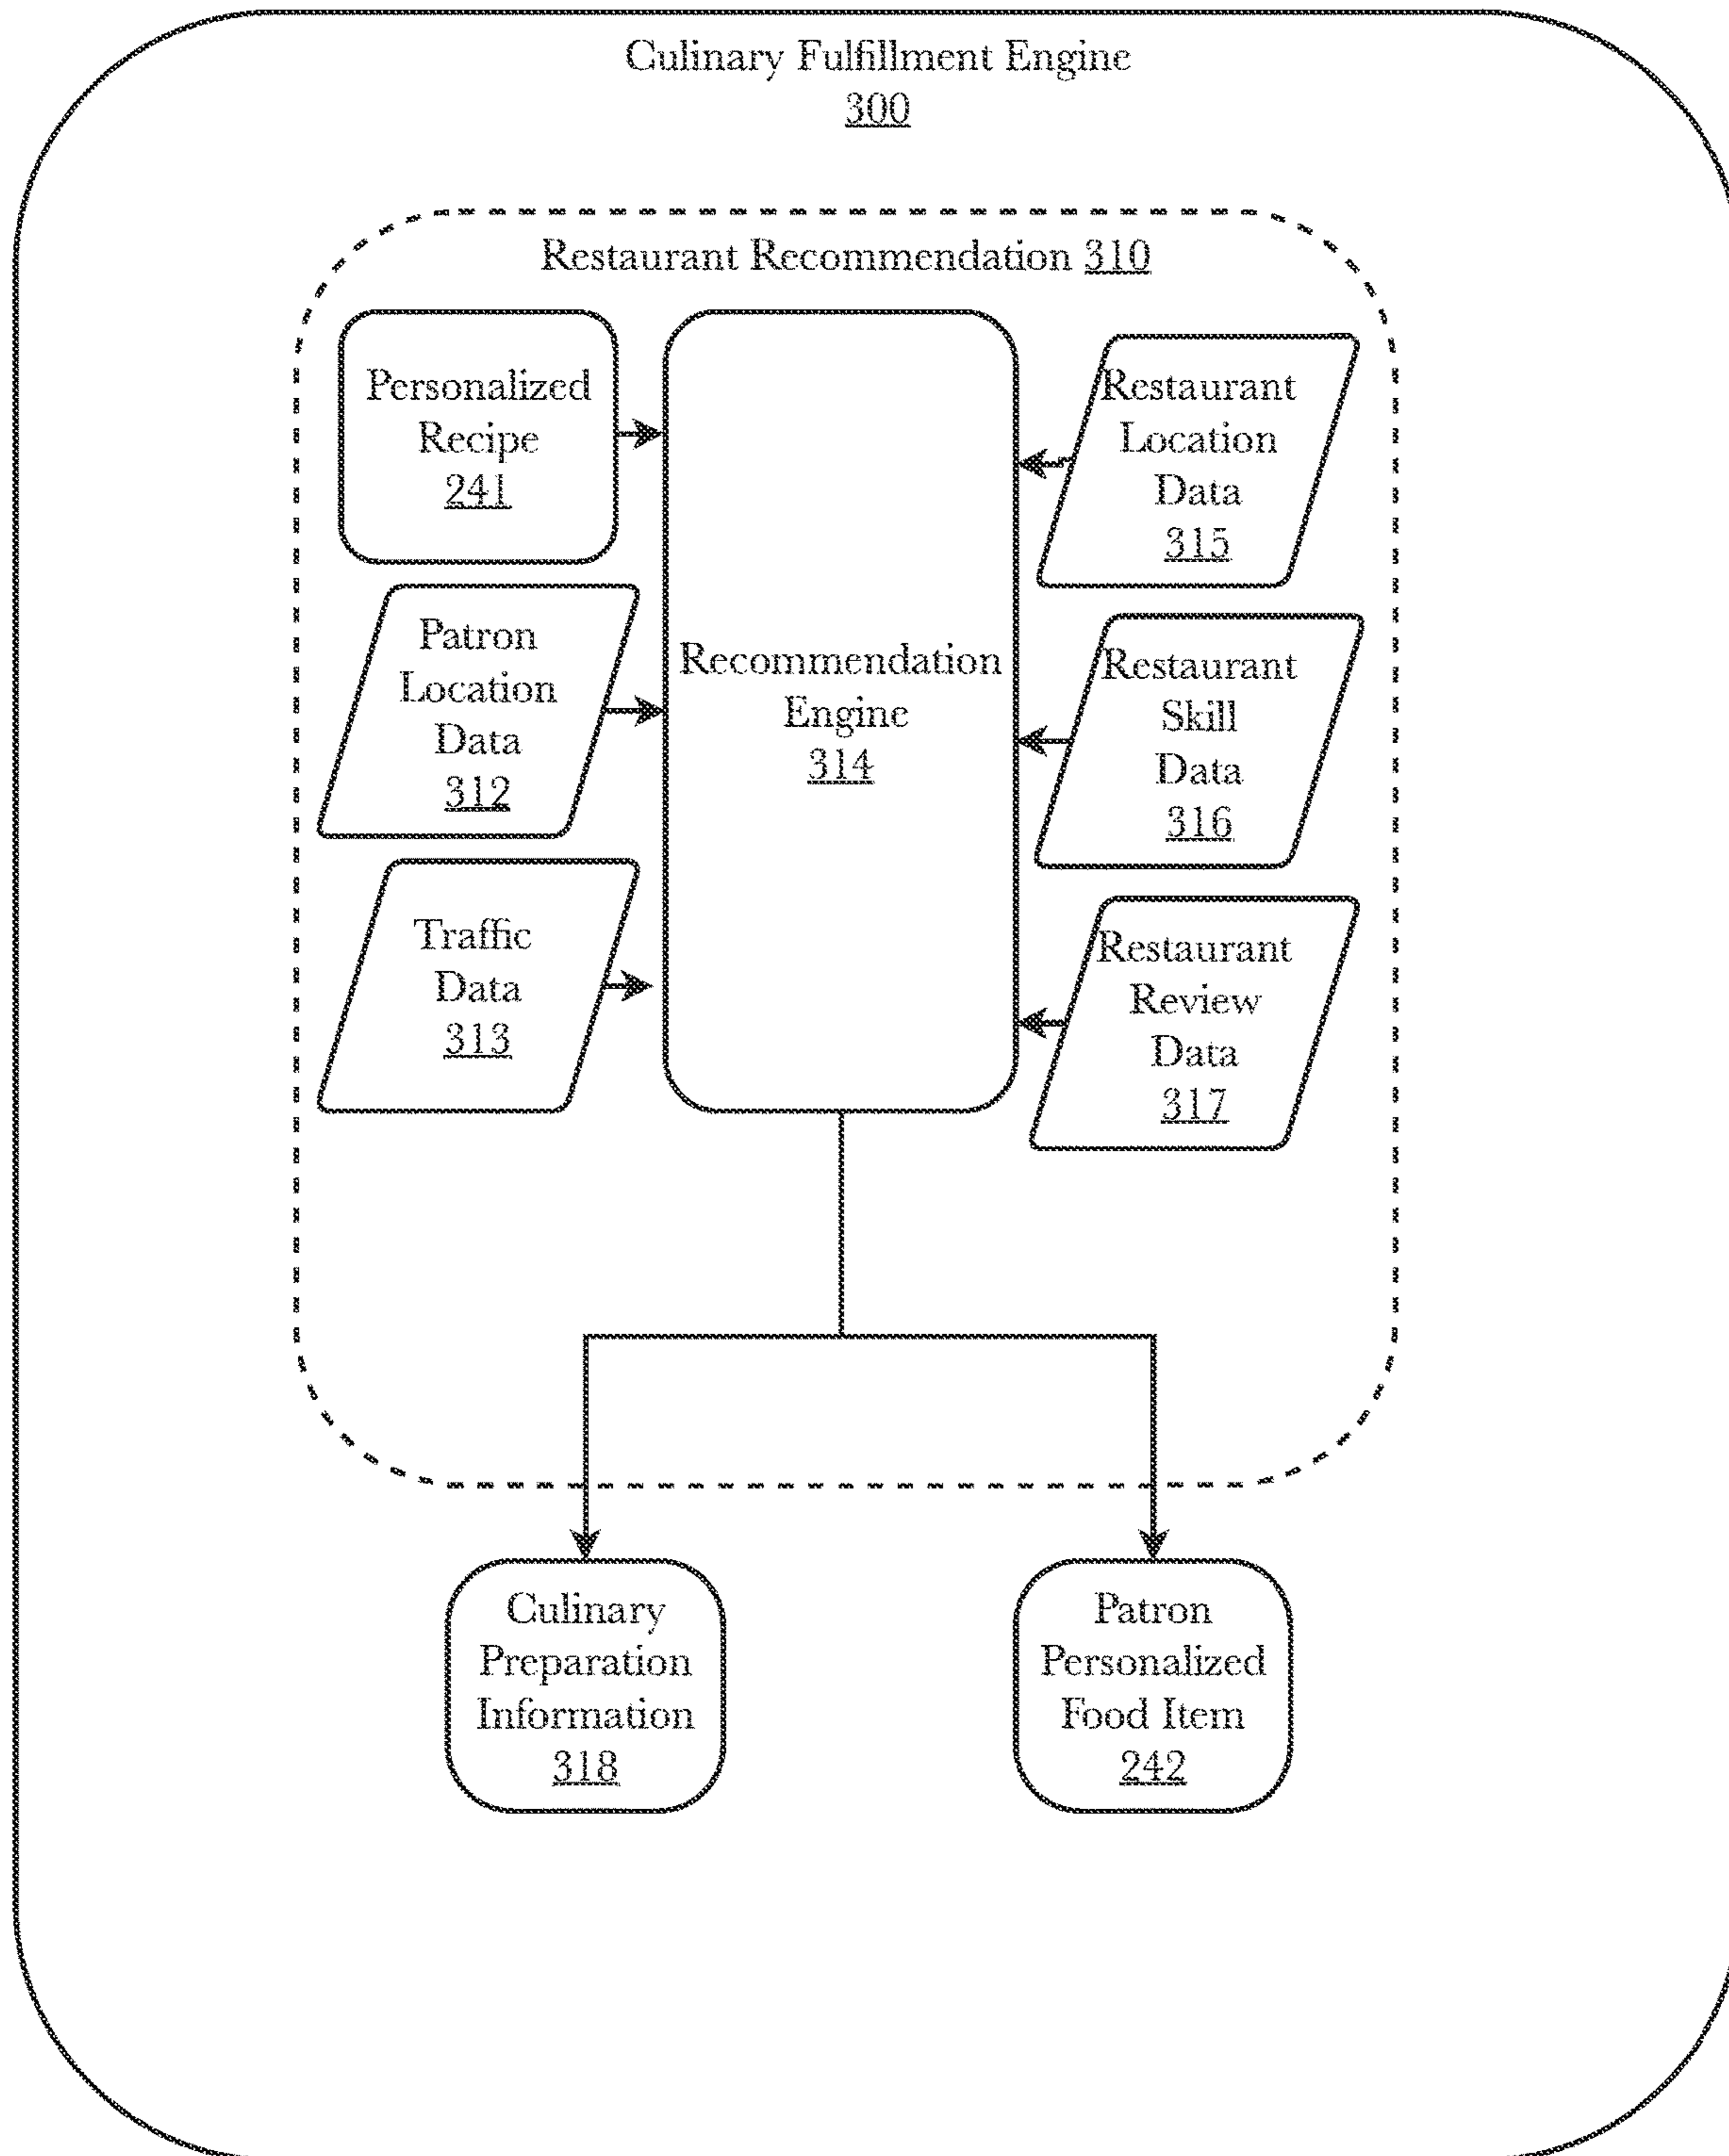 Culinary Fulfillment Engine
300
Restaurant Recommendation 310
Personalized
Recipe
241
Patron
Location
Data
312
Traffic
Data
313
Recommendation
Engine
314
Restaurant
Location
Data
315
Restaurant
Skill
Data
316
Restaurant
Review
Data
317
Culinary
Preparation
Information
318
Patron
Personalized
Food Item
242